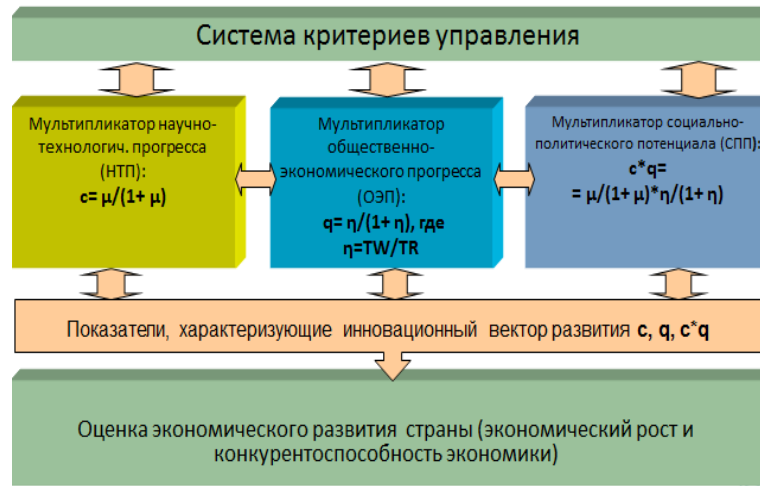 Система критериев управления
Мультипликатор научно-
технологич. прогресса
(НТП):
c= μ/(1+ μ)
Мультипликатор
общественно-
экономического прогресса
(ОЭП):
q= η/(1+ η), где
η=TW/TR
Мультипликатор социально-
политического потенциала (СПП):
c*q=
= μ/(1+ μ)*η/(1+ η)
Показатели, характеризующие инновационный вектор развития c, q, c*q
Оценка экономического развития страны (экономический рост и
конкурентоспособность экономики)